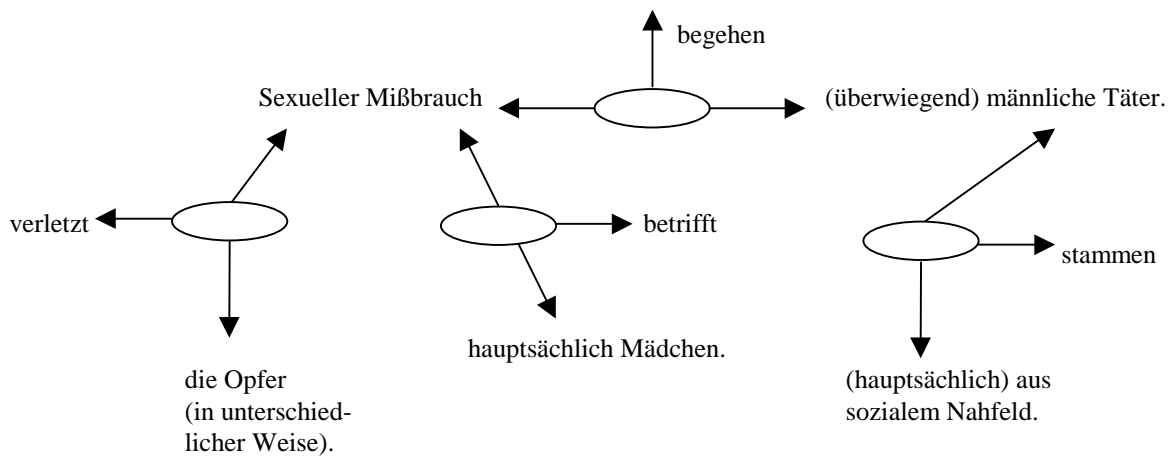 begehen
Sexueller Mißbrauch
(überwiegend) männliche Täter.
verletzt
betrifft
stammen
hauptsächlich Mädchen.
die Opfer
(in unterschied-
licher Weise).
(hauptsächlich) aus
sozialem Nahfeld.